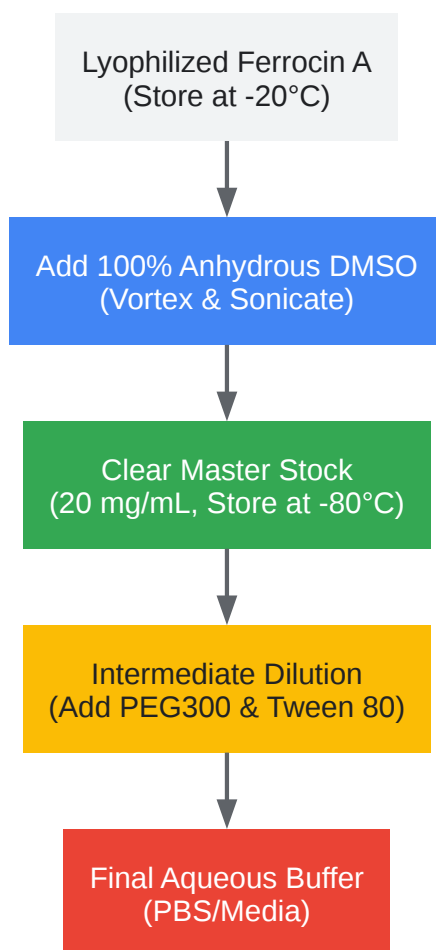 Lyophilized Ferrocin A
(Store at -20°C)
Add 100% Anhydrous DMSO
(Vortex & Sonicate)
Clear Master Stock
(20 mg/mL, Store at -80°C)
Intermediate Dilution
(Add PEG300 & Tween 80)
Final Aqueous Buffer
(PBS/Media)